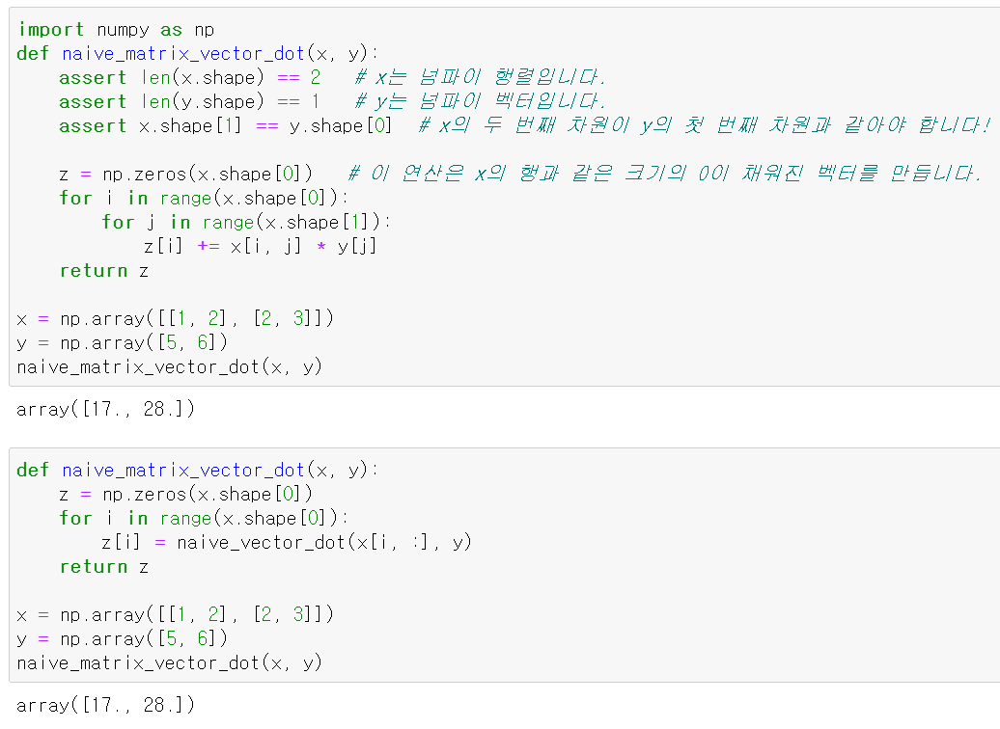 import numpy as np
def naive_matrix_vector_dot(x, y):
    assert len(x.shape) == 2   # x는 넘파이 행렬입니다.
    assert len(y.shape) == 1   # y는 넘파이 벡터입니다.
    assert x.shape[1] == y.shape[0]  # x의 두 번째 차원이 y의 첫 번째 차원과 같아야 합니다!
    z = np.zeros(x.shape[0])   # 이 연산은 x의 행과 같은 크기의 0이 채워진 벡터를 만듭니다.
    for i in range(x.shape[0]):
        for j in range(x.shape[1]):
            z[i] += x[i, j] * y[j]
    return z
x = np.array([[1, 2], [2, 3]])
y = np.array([5, 6])
naive_matrix_vector_dot(x, y)
array([17., 28.])
def naive_matrix_vector_dot(x, y):
    z = np.zeros(x.shape[0])
    for i in range(x.shape[0]):
        z[i] = naive_vector_dot(x[i, :], y)
    return z
x = np.array([[1, 2], [2, 3]])
y = np.array([5, 6])
naive_matrix_vector_dot(x, y)
array([17., 28.])